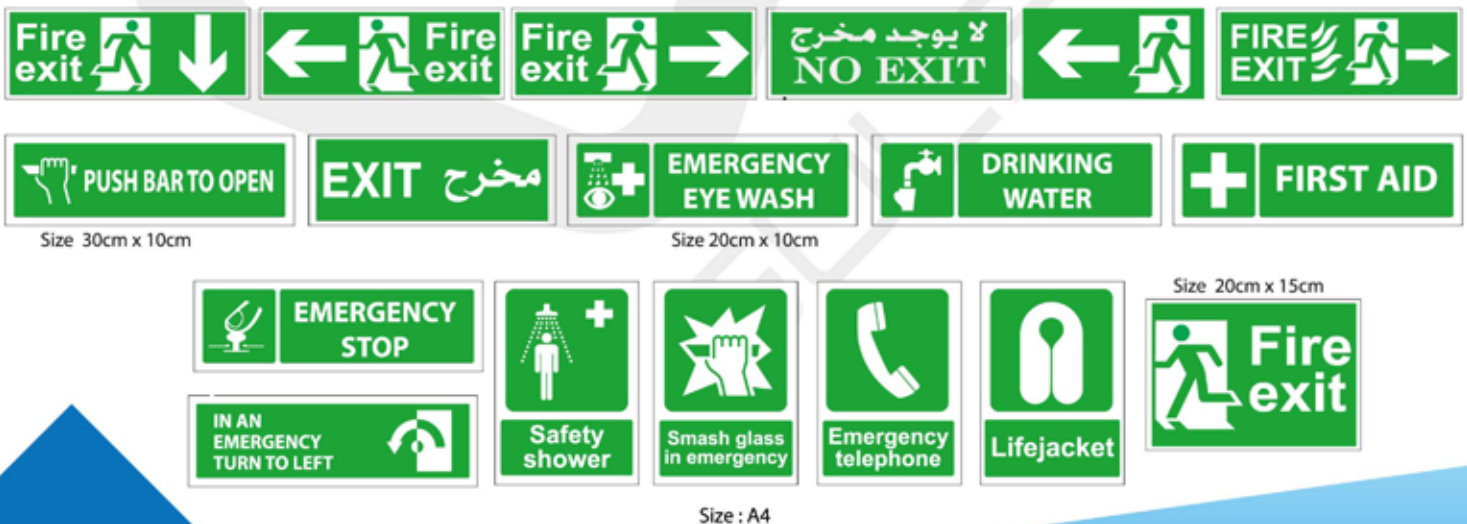 Fire
exit
Fire
exit
Fire
exit
لا يوجد مخرج
NO EXIT
FIRE
EXIT
PUSH BAR TO OPEN
EXIT مخرح
EMERGENCY
EYE WASH
DRINKING
WATER
FIRST AID
Size 30cm x 10cm
Size 20cm x 10cm
EMERGENCY
STOP
IN AN
EMERGENCY
TURN TO LEFT
Safety
shower
Smash glass
in emergency
Emergency
telephone
Lifejacket
Size 20cm x 15cm
Fire
exit
Size : A4